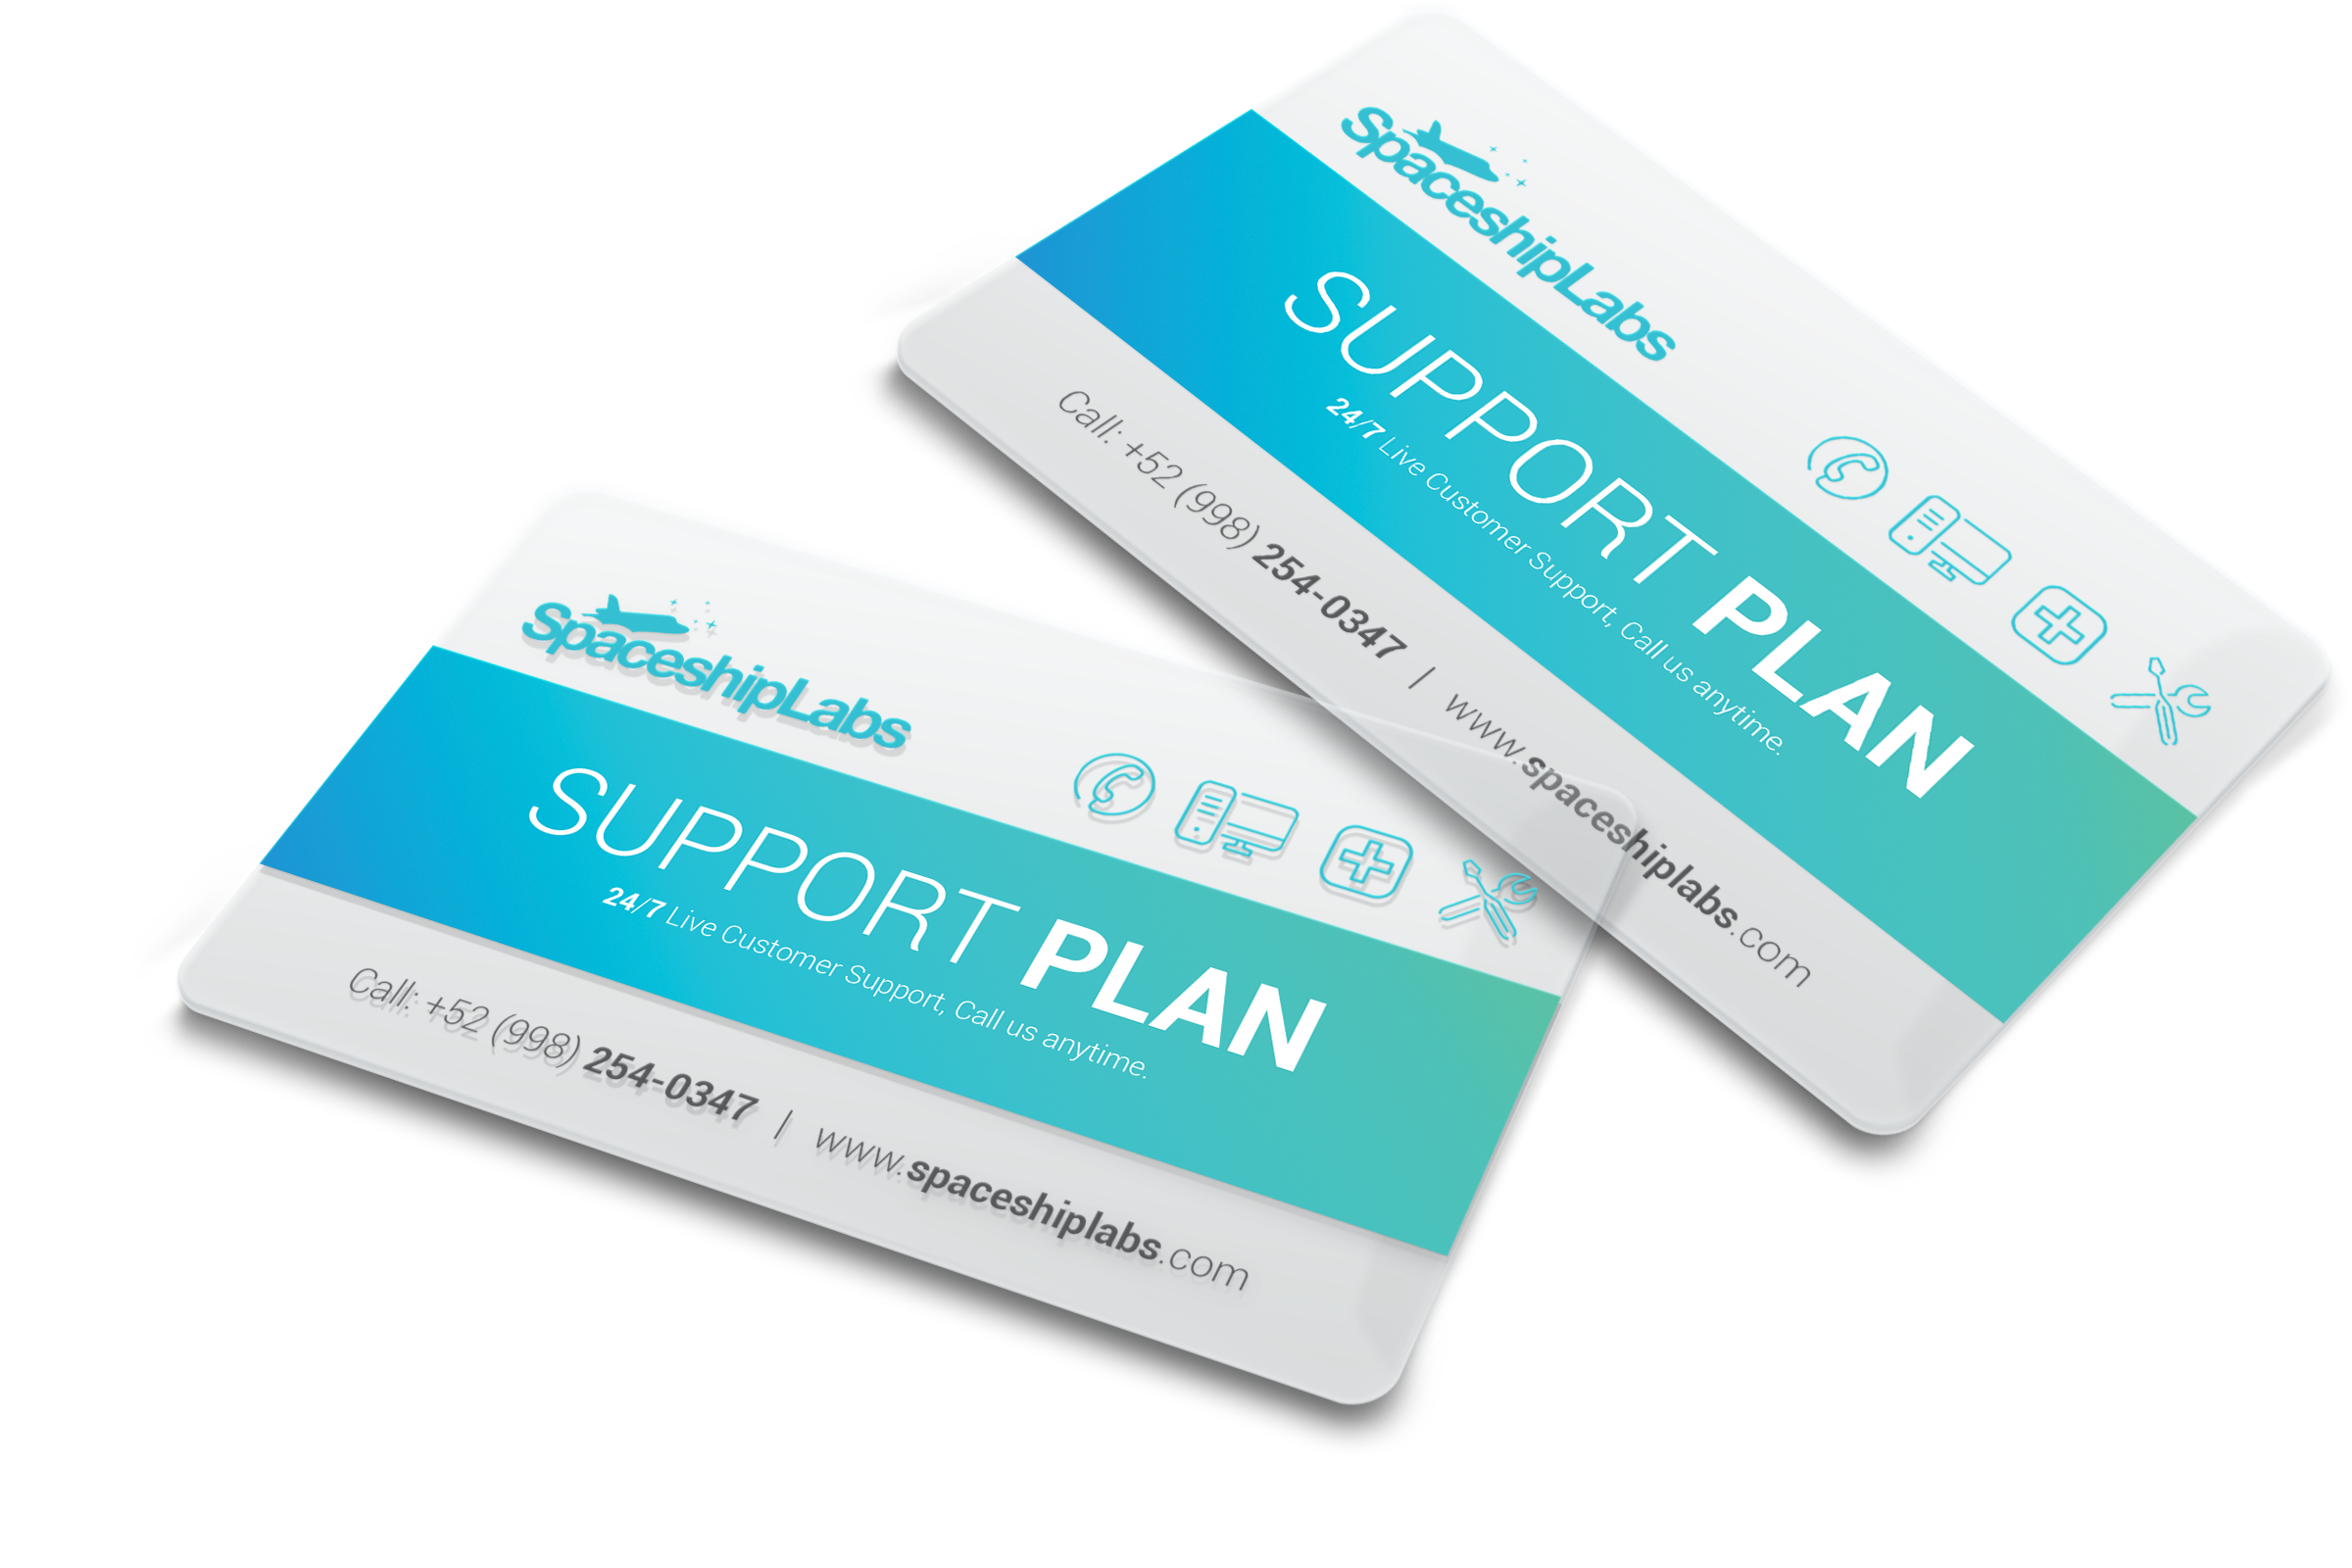 SpaceshipLabs
SUPPORT PLAN
24/7 Live Customer Support, Call us anytime.
Call: +52 (998) 254-0347 | www.spaceshiplabs.com
SpaceshipLabs
SUPPORT PLAN
24/7 Live Customer Support, Call us anytime.
Call: +52 (998) 254-0347 | www.spaceshiplabs.com